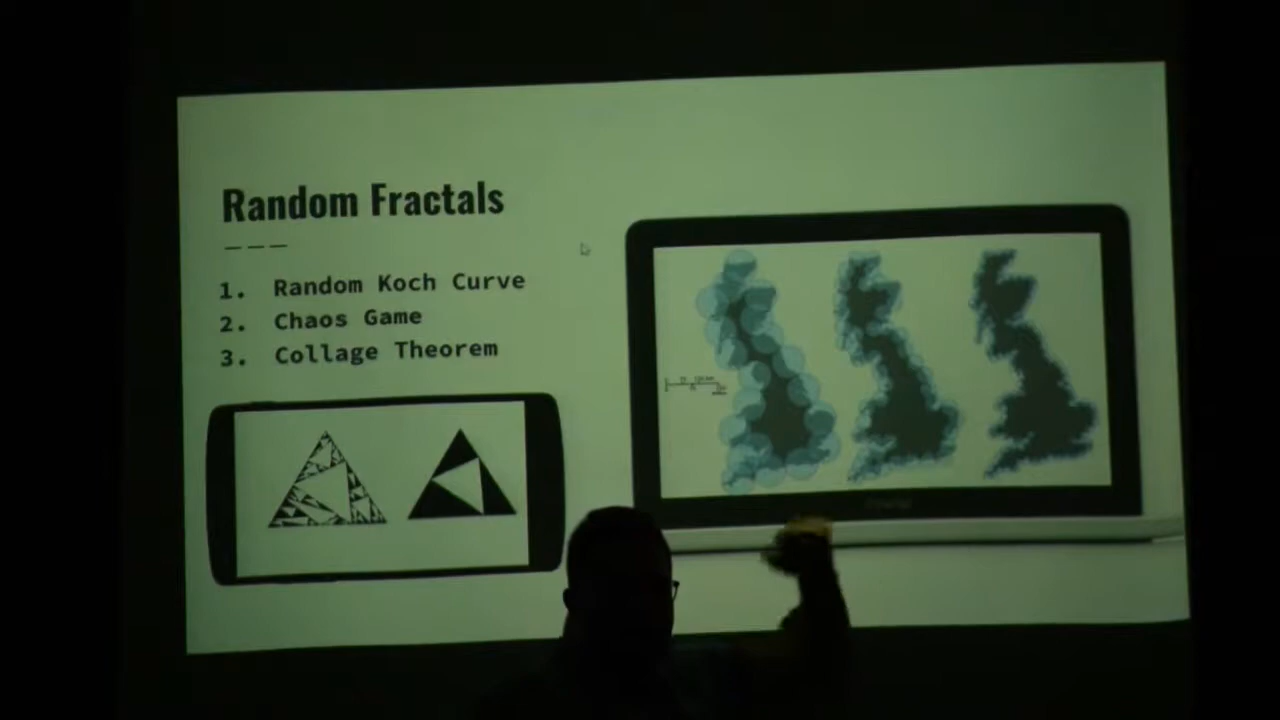 Random Fractals
1. Random Koch Curve
2. Chaos Game
3. Collage Theorem